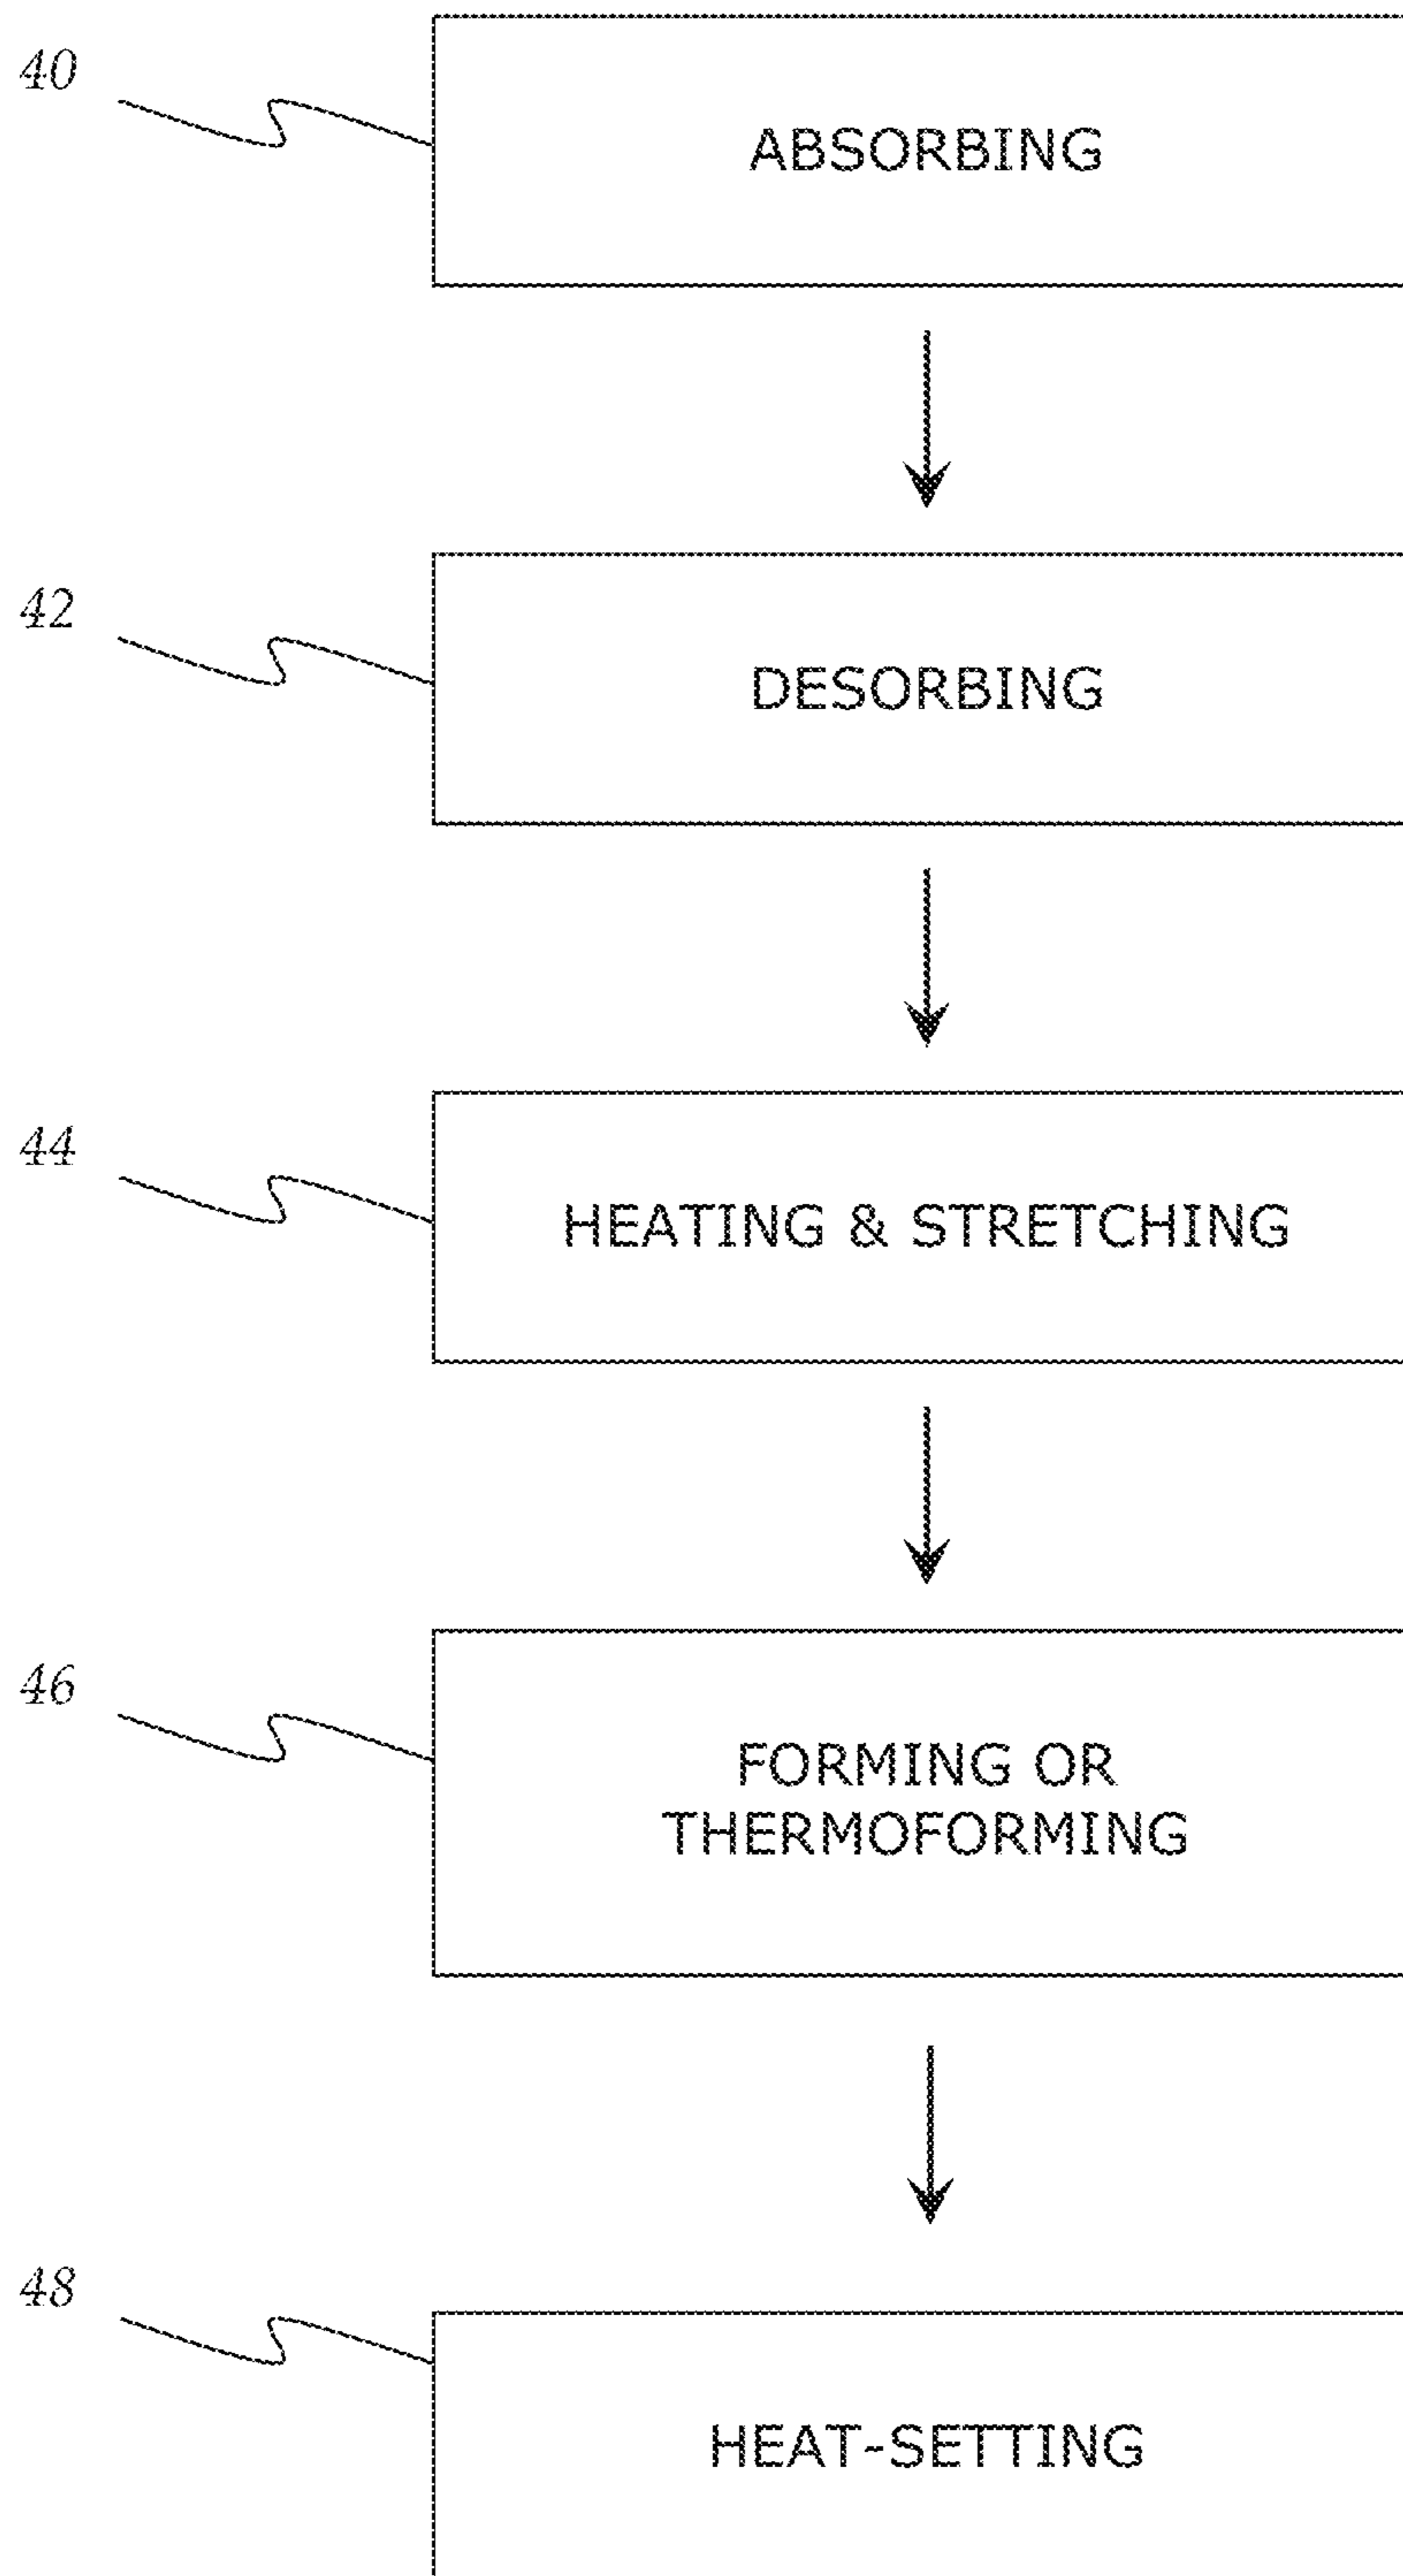 40
ABSORBING
42
DESORBING
44
HEATING & STRETCHING
46
FORMING OR
THERMOFORMING
48
HEAT-SETTING